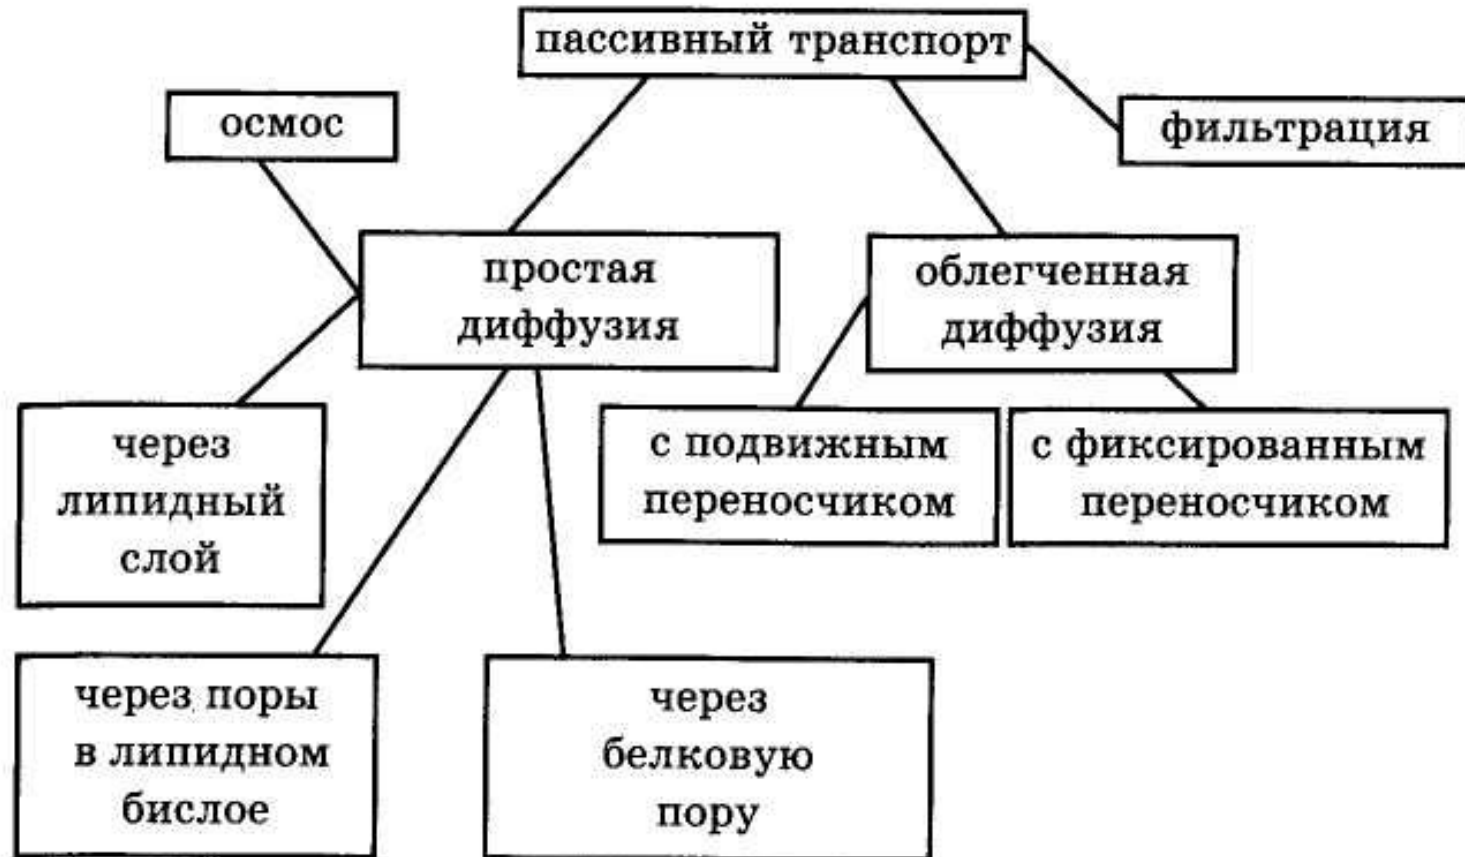 пассивный транспорт
осмос
фильтрация
простая
диффузия
облегченная
диффузия
через
липидный
слой
с подвижным
переносчиком
с фиксированным
переносчиком
через поры
в липидном
бислое
через
белковую
пору